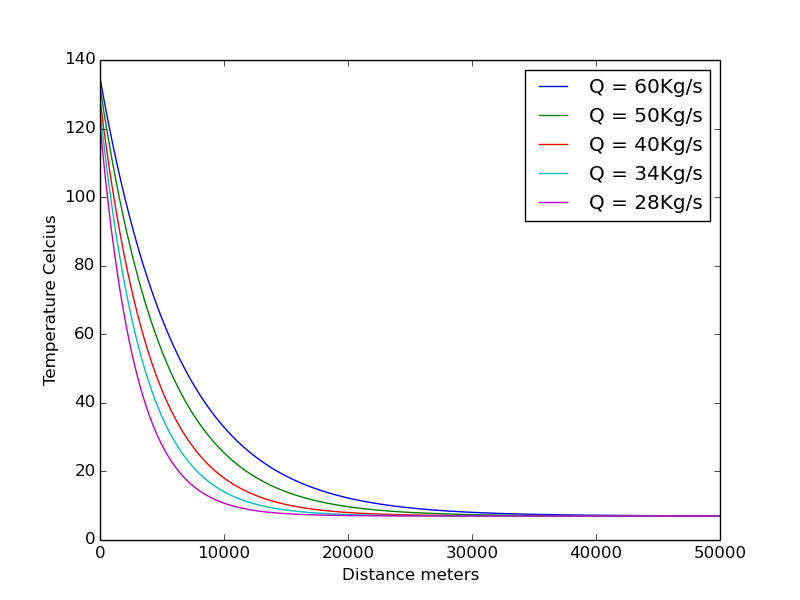 140
120
100
80
60
40
20
0
Temperature Celcius
Q = 60Kg/s
Q = 50Kg/s
Q = 40Kg/s
Q = 34Kg/s
Q = 28Kg/s
0 10000 20000 30000 40000 50000
Distance meters